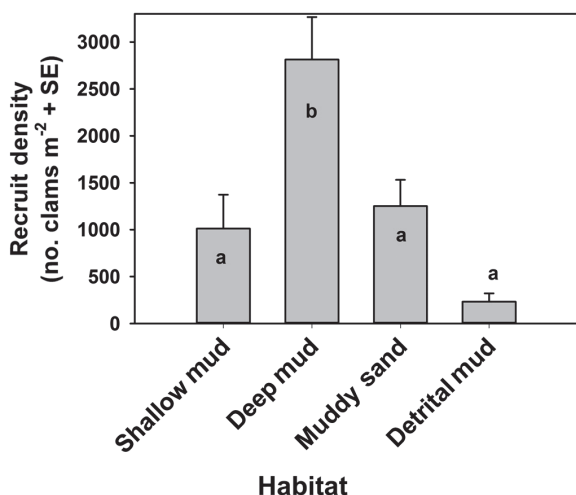 Recruit density
(no. clams m⁻² + SE)
3000
2500
2000
1500
1000
500
0
a
b
a
a
Shallow mud
Deep mud
Muddy sand
Detrital mud
Habitat